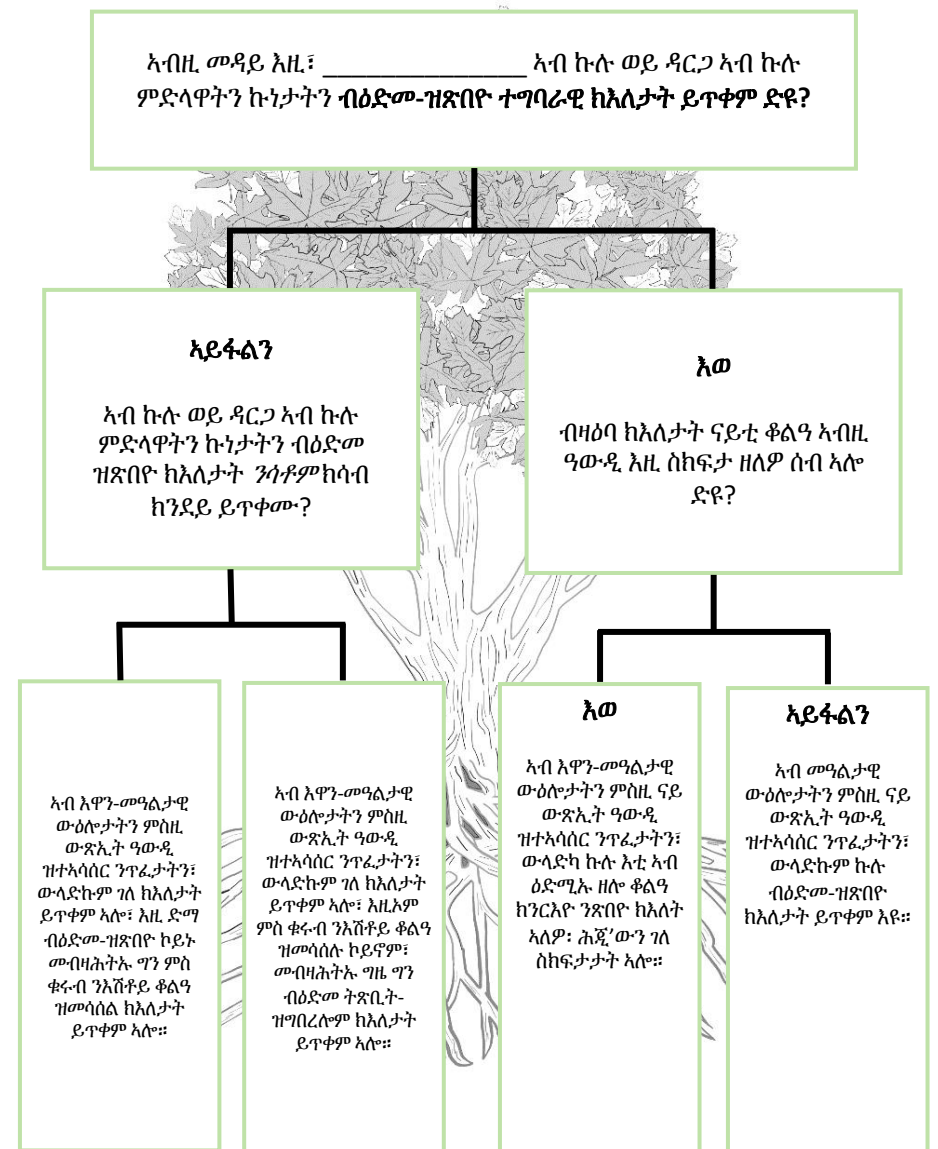 ኣብዚ መዳይ እዚ፣ _________________ ኣብ ኩሉ ወይ ዳርጋ ኣብ ኩሉ
ምድላዋትን ኩነታትን ብዕድመ-ዝጽበዮ ተግባራዊ ክእለታት ይጥቀም ድዩ?
ኣይፋልን
ኣብ ኩሉ ወይ ዳርጋ ኣብ ኩሉ
ምድላዋትን ኩነታትን ብዕድመ
ዝጽበዮ ክእለታት ንሳቶም ክሳብ
ክንደይ ይጥቀሙ?
እወ
ብዛዕባ ክእለታት ናይቲ ቆልዓ ኣብዚ
ዓውዲ እዚ ስክፍታ ዘለዎ ሰብ ኣሎ
ድዩ?
ኣብ እዋን-መዓልታዊ
ውዕሎታትን ምስዚ
ውጽኢት ዓውዲ
ዝተኣሳሰር ንጥፈታትን፣
ውላድኩም ገለ ክእለታት
ይጥቀም ኣሎ፣ እዚ ድማ
ብዕድመ-ዝጽበዮ ኮይኑ
መብዛሕትኡ ግን ምስ
ቁሩብ ንእሽቶይ ቆልዓ
ዝመሳሰል ክእለታት
ይጥቀም ኣሎ።
ኣብ እዋን-መዓልታዊ
ውዕሎታትን ምስዚ
ውጽኢት ዓውዲ
ዝተኣሳሰር ንጥፈታትን፣
ውላድኩም ገለ ክእለታት
ይጥቀም ኣሎ፣ እዚኦም
ምስ ቁሩብ ንእሽቶይ ቆልዓ
ዝመሳሰሉ ኮይኖም፣
መብዛሕትኡ ግዜ ግን
ብዕድመ ትጽቢት-
ዝግበረሎም ክእለታት
ይጥቀም ኣሎ።
እወ
ኣብ እዋን-መዓልታዊ
ውዕሎታትን ምስዚ ናይ
ውጽኢት ዓውዲ
ዝተኣሳሰር ንጥፈታትን፣
ውላድካ ኩሉ እቲ ኣብ
ዕድሚኡ ዘሎ ቆልዓ
ክንርእዮ ንጽበዮ ክእለት
ኣለዎ፡ ሕጂ’ውን ገለ
ስክፍታታት ኣሎ።
ኣይፋልን
ኣብ መዓልታዊ
ውዕሎታትን ምስዚ ናይ
ውጽኢት ዓውዲ
ዝተኣሳሰር ንጥፈታትን፣
ውላድኩም ኩሉ
ብዕድመ-ዝጽበዮ
ክእለታት ይጥቀም እዩ።